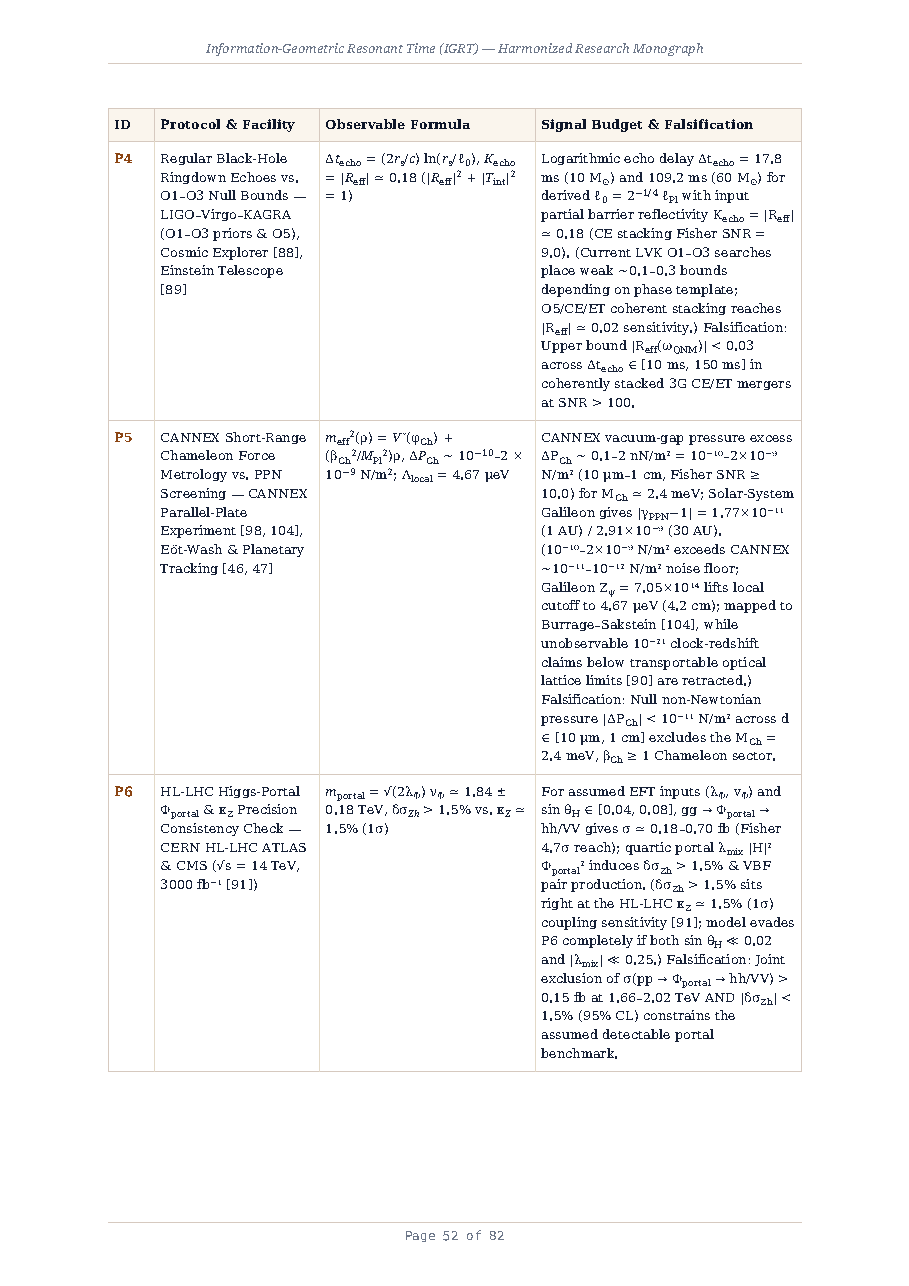 Information-Geometric Resonant Time (IGRT) — Harmonized Research Monograph
ID Protocol & Facility Observable Formula Signal Budget & Falsification
P4
Regular Black-Hole
Ringdown Echoes vs.
O1–O3 Null Bounds —
LIGO–Virgo–KAGRA
(O1–O3 priors & O5),
Cosmic Explorer [88],
Einstein Telescope
[89]
Δt_echo = (2r_s/c) ln(r_s/ℓ₀), K_echo
= |R_eff| ≃ 0.18 (|R_eff|² + |T_int|²
= 1)
Logarithmic echo delay Δt_echo = 17.8
ms (10 M⊙) and 109.2 ms (60 M⊙) for
derived ℓ₀ = 2^−1/4 ℓ_Pl with input
partial barrier reflectivity K_echo = |R_eff|
≃ 0.18 (CE stacking Fisher SNR =
9.0). (Current LVK O1–O3 searches
place weak ~0.1–0.3 bounds
depending on phase template;
O5/CE/ET coherent stacking reaches
|R_eff| ≃ 0.02 sensitivity.) Falsification:
Upper bound |R_eff(ω_QNM)| < 0.03
across Δt_echo ∈ [10 ms, 150 ms] in
coherently stacked 3G CE/ET mergers
at SNR > 100.
P5
CANNEX Short-Range
Chameleon Force
Metrology vs. PPN
Screening — CANNEX
Parallel-Plate
Experiment [98, 104],
Eöt-Wash & Planetary
Tracking [46, 47]
m_eff²(ρ) = V″(φ_Ch) +
(β_Ch²/M_Pl²)ρ, ΔP_Ch ~ 10⁻¹⁰–2 ×
10⁻⁹ N/m²; Λ_local = 4.67 μeV
CANNEX vacuum-gap pressure excess
ΔP_Ch ~ 0.1–2 nN/m² = 10⁻¹⁰–2×10⁻⁹
N/m² (10 μm–1 cm, Fisher SNR ≥
10.0) for M_Ch ≃ 2.4 meV; Solar-System
Galileon gives |γ_PPN−1| = 1.77×10⁻¹¹
(1 AU) / 2.91×10⁻⁹ (30 AU).
(10⁻¹⁰–2×10⁻⁹ N/m² exceeds CANNEX
~10⁻¹¹–10⁻¹² N/m² noise floor;
Galileon Z_ψ = 7.05×10¹⁴ lifts local
cutoff to 4.67 μeV (4.2 cm); mapped to
Burrage–Sakstein [104], while
unobservable 10⁻²¹ clock-redshift
claims below transportable optical
lattice limits [90] are retracted.)
Falsification: Null non-Newtonian
pressure |ΔP_Ch| < 10⁻¹¹ N/m² across d
∈ [10 μm, 1 cm] excludes the M_Ch =
2.4 meV, β_Ch ≥ 1 Chameleon sector.
P6
HL-LHC Higgs-Portal
Φ_portal & κ_Z Precision
Consistency Check —
CERN HL-LHC ATLAS
& CMS (√s = 14 TeV,
3000 fb⁻¹ [91])
m_portal = √(2λ_Φ) v_Φ ≃ 1.84 ±
0.18 TeV, δσ_Zh > 1.5% vs. κ_Z ≃
1.5% (1σ)
For assumed EFT inputs (λ_Φ, v_Φ) and
sin θ_H ∈ [0.04, 0.08], gg → Φ_portal →
hh/VV gives σ ≃ 0.18–0.70 fb (Fisher
4.7σ reach); quartic portal λ_mix |H|²
Φ_portal² induces δσ_Zh > 1.5% & VBF
pair production. (δσ_Zh > 1.5% sits
right at the HL-LHC κ_Z ≃ 1.5% (1σ)
coupling sensitivity [91]; model evades
P6 completely if both sin θ_H ≪ 0.02
and |λ_mix| ≪ 0.25.) Falsification: Joint
exclusion of σ(pp → Φ_portal → hh/VV) >
0.15 fb at 1.66–2.02 TeV AND |δσ_Zh| <
1.5% (95% CL) constrains the
assumed detectable portal
benchmark.
Page 52 of 82